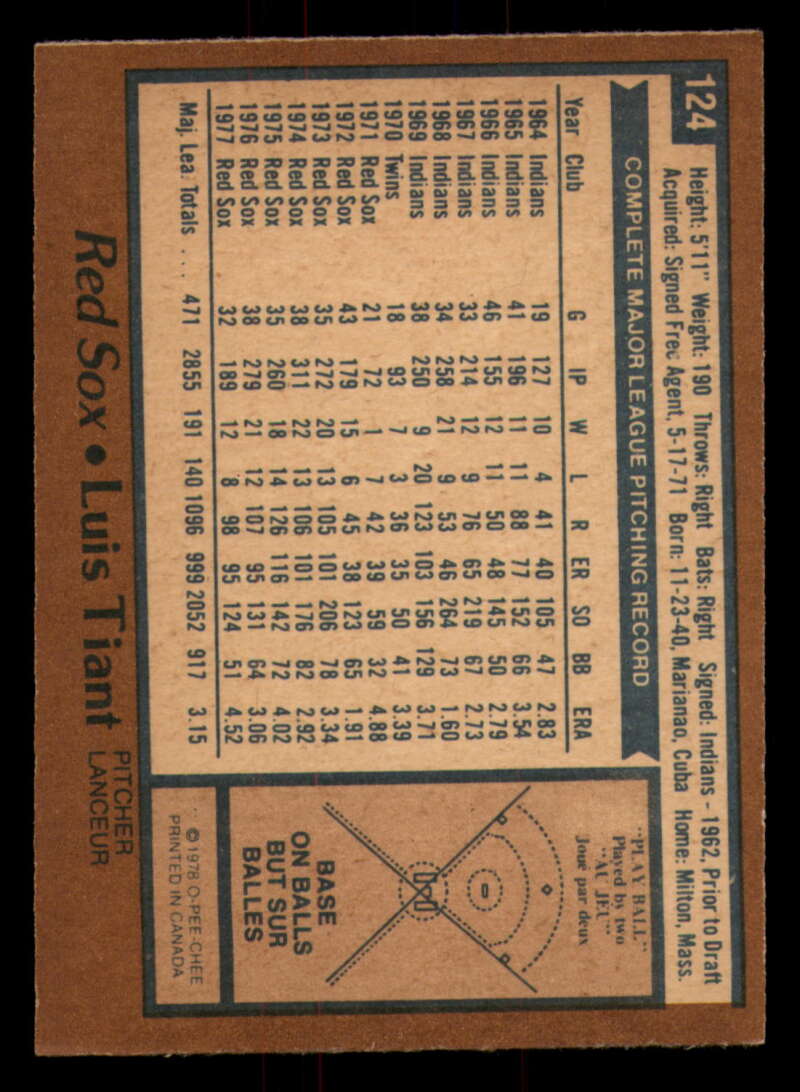 124
Height: 5'11" Weight: 190 Throws: Right Bats: Right Signed: Indians - 1962, Prior to Draft
Acquired: Signed Free Agent, 5-17-71 Born: 11-23-40, Marianao, Cuba Home: Milton, Mass.
COMPLETE MAJOR LEAGUE PITCHING RECORD
Year Club G IP W L R ER SO BB ERA
1964 Indians 19 127 10 4 41 40 105 47 2.83
1965 Indians 41 196 11 11 88 77 152 66 3.54
1966 Indians 46 155 12 11 50 48 145 50 2.79
1967 Indians 33 214 12 9 76 65 219 67 2.73
1968 Indians 34 258 21 9 53 46 264 73 1.60
1969 Indians 38 250 9 20 123 103 156 129 3.71
1970 Twins 18 93 7 3 36 35 50 41 3.39
1971 Red Sox 21 72 1 7 42 39 59 32 4.88
1972 Red Sox 43 179 15 6 45 38 123 65 1.91
1973 Red Sox 35 272 20 13 105 101 206 78 3.34
1974 Red Sox 38 311 22 13 106 101 176 82 2.92
1975 Red Sox 35 260 18 14 126 116 142 72 4.02
1976 Red Sox 38 279 21 12 107 95 131 64 3.06
1977 Red Sox 32 189 12 8 98 95 124 51 4.52
Maj. Lea. Totals ... 471 2855 191 140 1096 999 2052 917 3.15
"PLAY BALL"
Played by two
"AU JEU"
Joué par deux
BASE
ON BALLS
BUT SUR
BALLES
© 1978 O-PEE-CHEE
PRINTED IN CANADA
Red Sox • Luis Tiant
PITCHER
LANCEUR